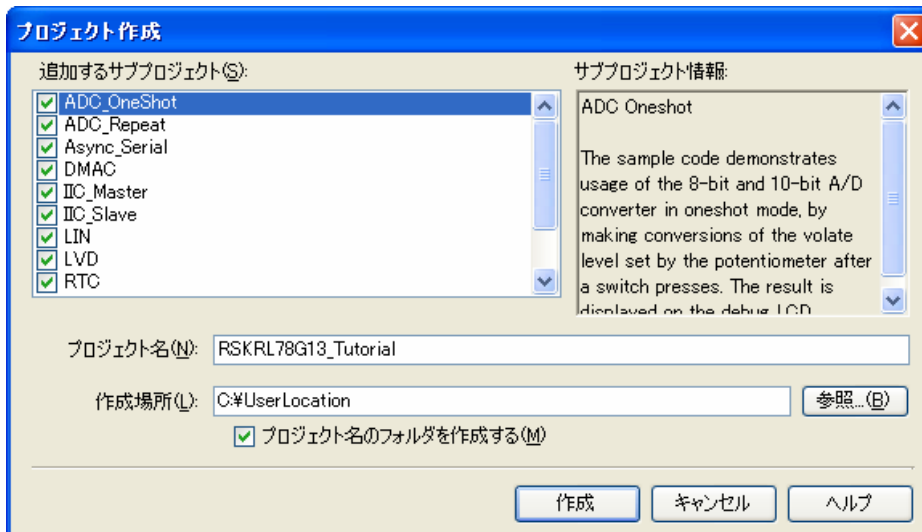 プロジェクト作成
追加するサブプロジェクト(S):
ADC_OneShot
ADC_Repeat
Async_Serial
DMAC
IIC_Master
IIC_Slave
LIN
LVD
RTC
サブプロジェクト情報:
ADC Oneshot
The sample code demonstrates
usage of the 8-bit and 10-bit A/D
converter in oneshot mode, by
making conversions of the volate
level set by the potentiometer after
a switch presses. The result is
displayed on the debug LCD
プロジェクト名(N):
RSKRL78G13_Tutorial
作成場所(L):
C:¥UserLocation
参照...(B)
プロジェクト名のフォルダを作成する(M)
作成
キャンセル
ヘルプ